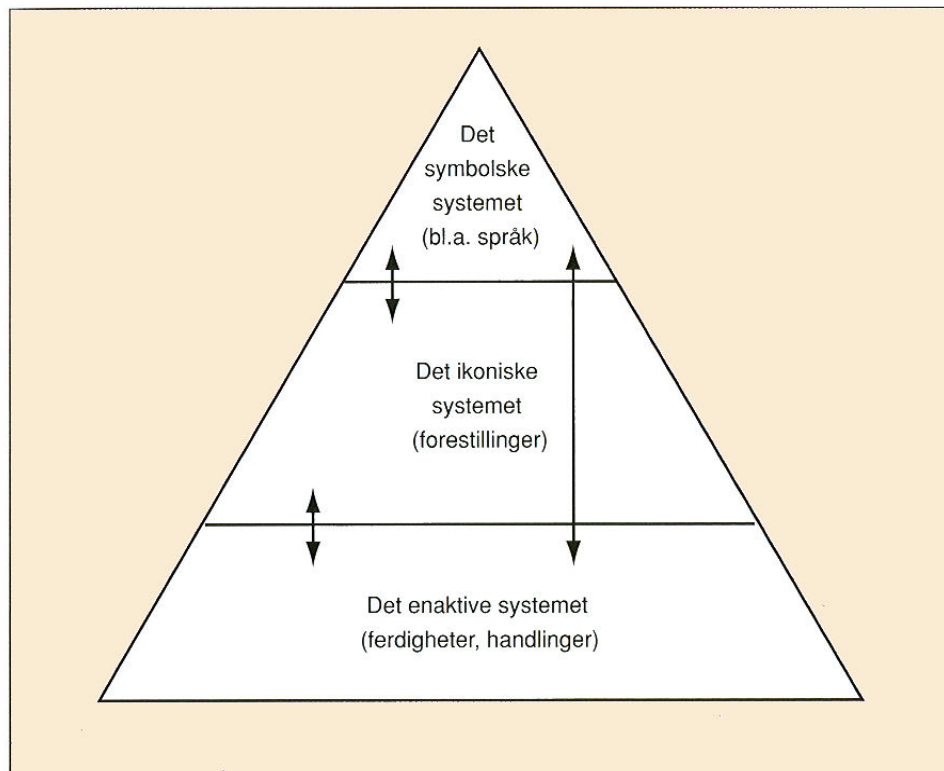 Det
symbolske
systemet
(bl.a. språk)
Det ikoniske
systemet
(forestillinger)
Det enaktive systemet
(ferdigheter, handlinger)